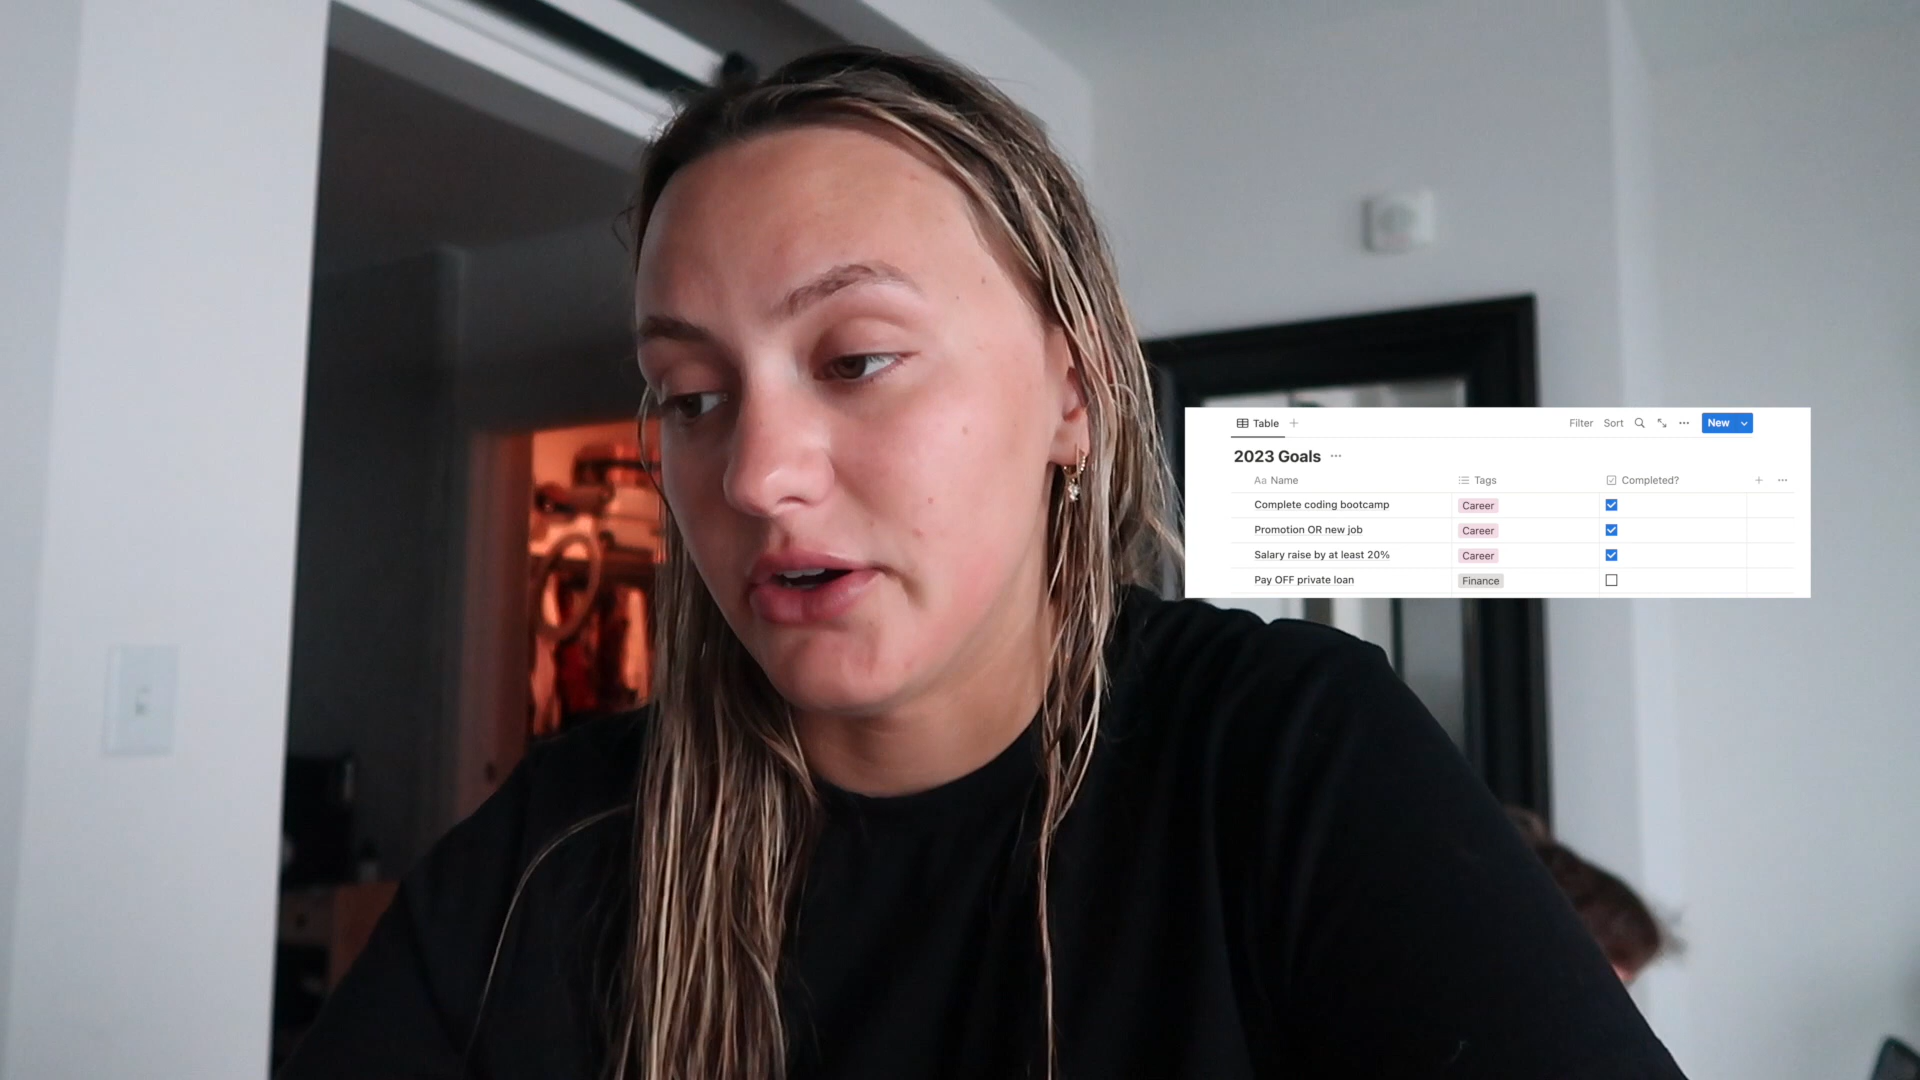 Table
Filter Sort New
2023 Goals
Aa Name Tags Completed?
Complete coding bootcamp Career
Promotion OR new job Career
Salary raise by at least 20% Career
Pay OFF private loan Finance